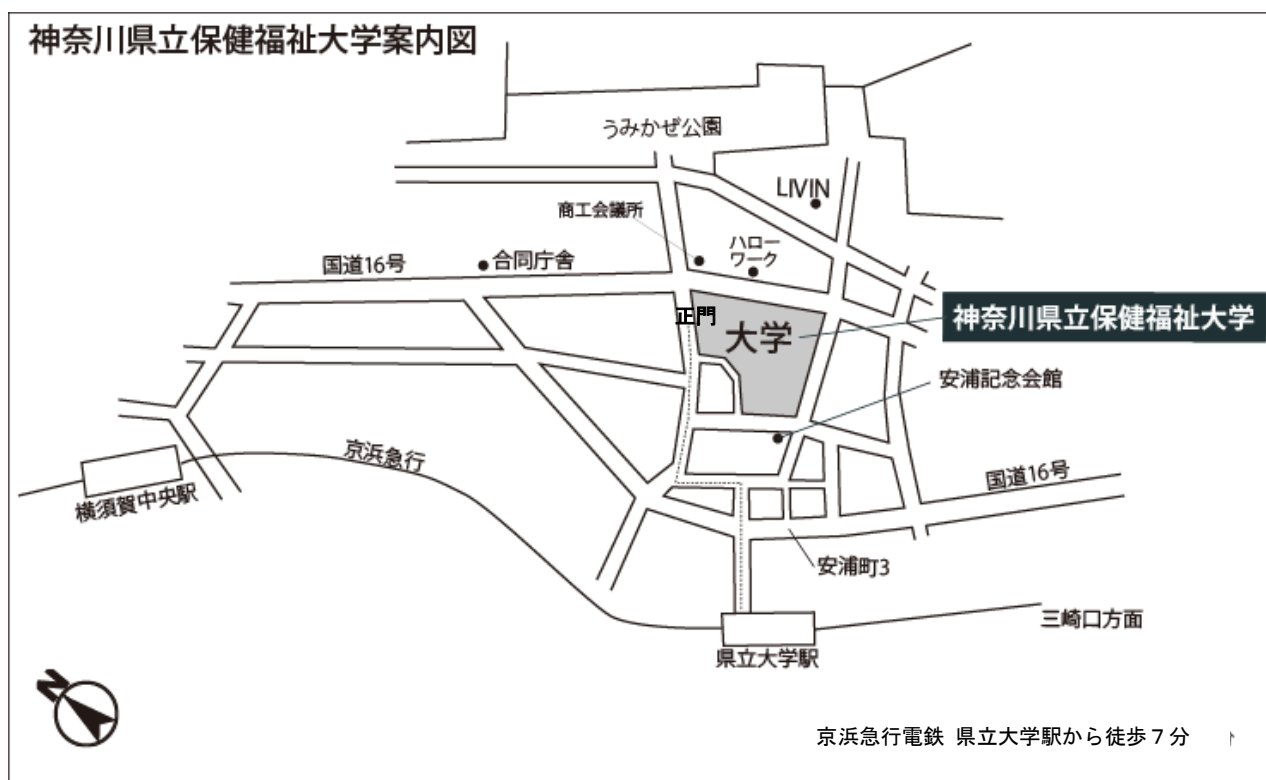 神奈川県立保健福祉大学案内図
うみかぜ公園
LIVIN
商工会議所
ハロー
ワーク
国道16号
合同庁舎
正門
大学
神奈川県立保健福祉大学
安浦記念会館
京浜急行
国道16号
横須賀中央駅
安浦町3
三崎口方面
県立大学駅
N
京浜急行電鉄 県立大学駅から徒歩７分